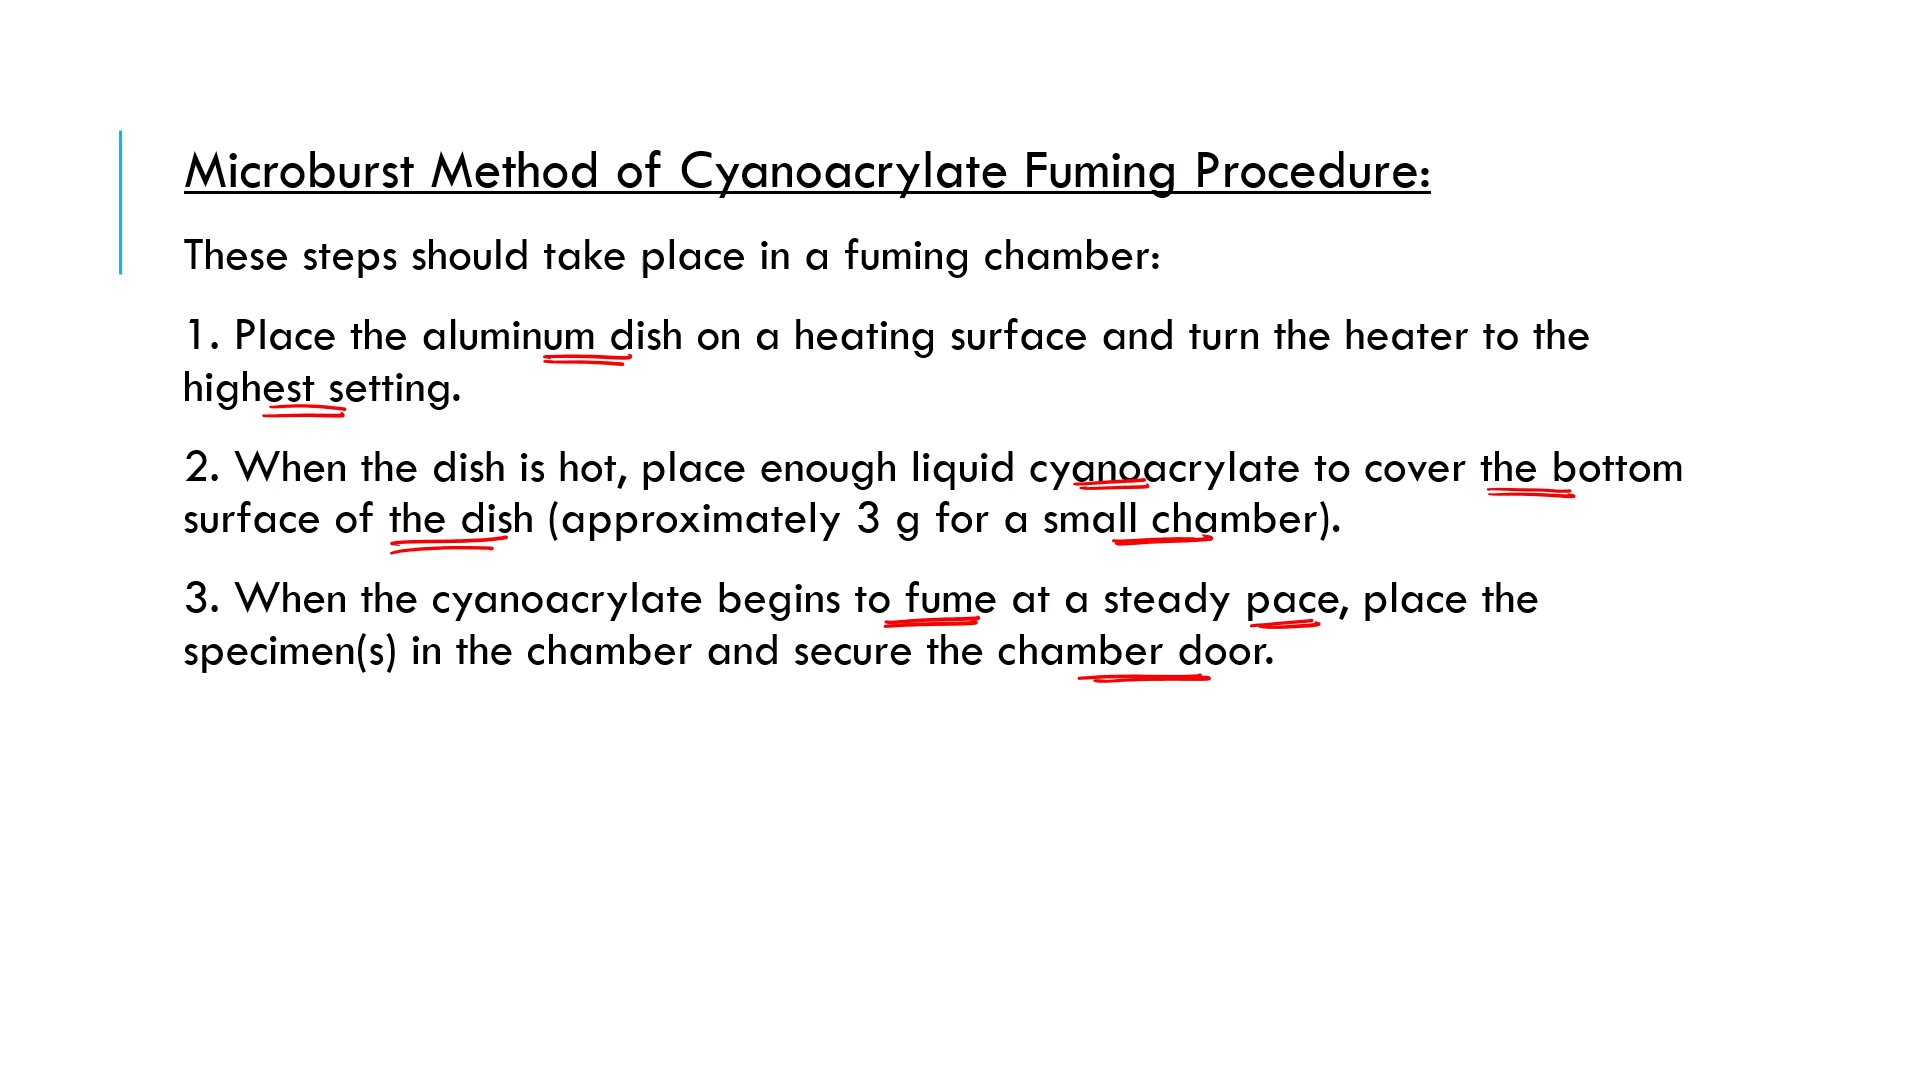 Microburst Method of Cyanoacrylate Fuming Procedure:
These steps should take place in a fuming chamber:
1. Place the aluminum dish on a heating surface and turn the heater to the
highest setting.
2. When the dish is hot, place enough liquid cyanoacrylate to cover the bottom
surface of the dish (approximately 3 g for a small chamber).
3. When the cyanoacrylate begins to fume at a steady pace, place the
specimen(s) in the chamber and secure the chamber door.